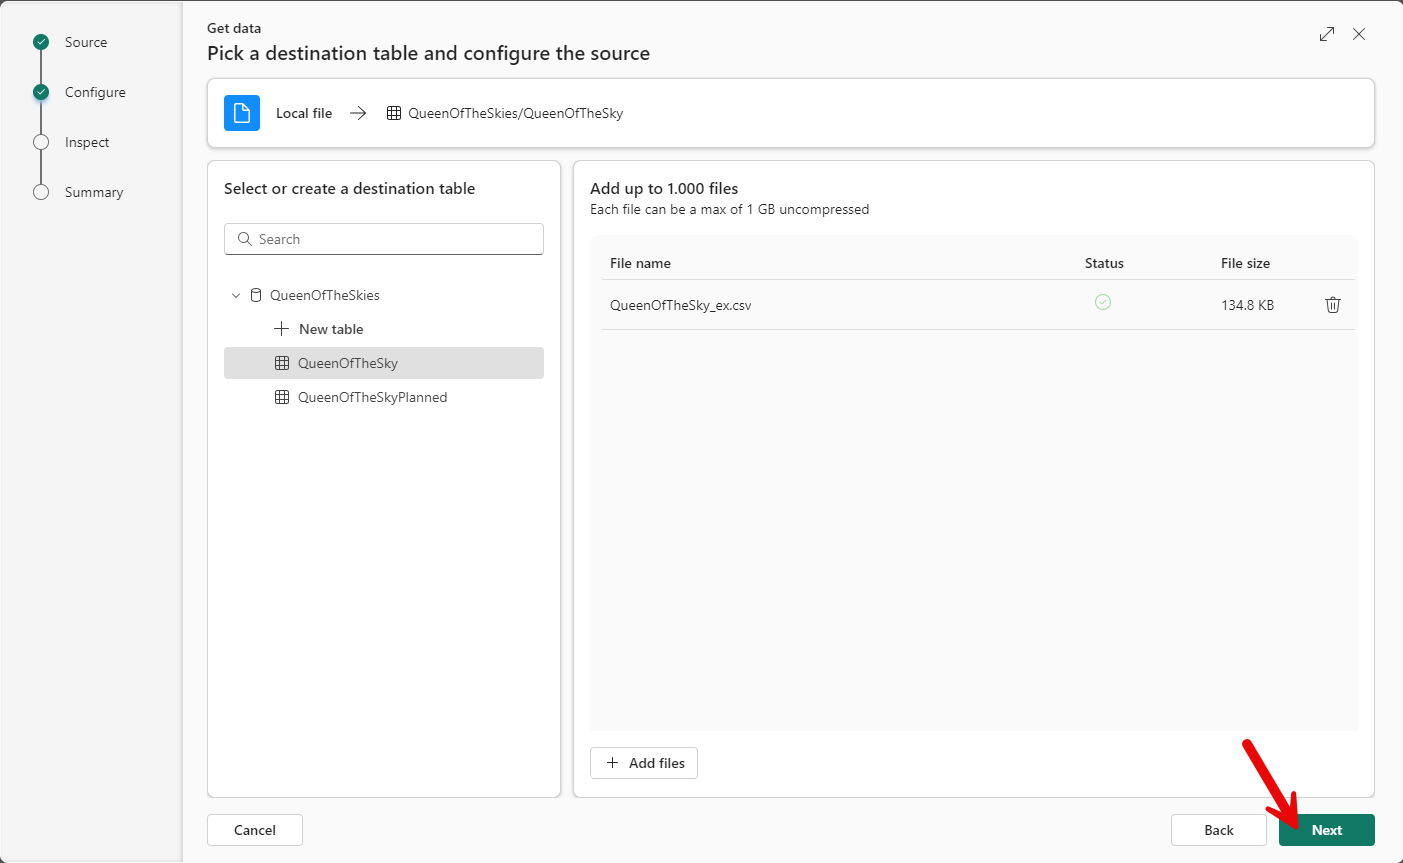 Source
Configure
Inspect
Summary
Get data
Pick a destination table and configure the source
Local file
QueenOfTheSkies/QueenOfTheSky
Select or create a destination table
Search
QueenOfTheSkies
New table
QueenOfTheSky
QueenOfTheSkyPlanned
Add up to 1.000 files
Each file can be a max of 1 GB uncompressed
File name Status File size
QueenOfTheSky_ex.csv 134.8 KB
Add files
Cancel
Back
Next